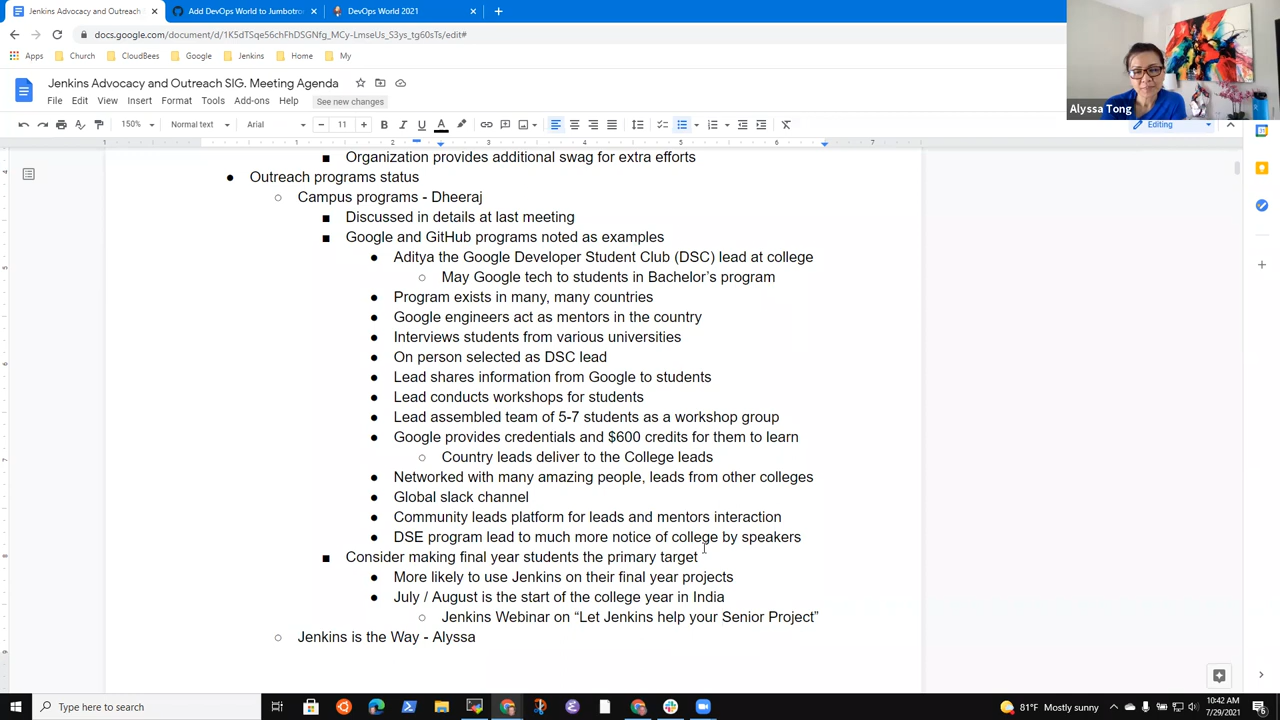 Jenkins Advocacy and Outreach
Add DevOps World to Jumbotron
DevOps World 2021
docs.google.com/document/d/1K5dTSqe56chFhDSGNfg_MCy-LmseUs_S3ys_tg60sTs/edit#
Apps
Church
CloudBees
Google
Jenkins
Home
My
Jenkins Advocacy and Outreach SIG. Meeting Agenda
File Edit View Insert Format Tools Add-ons Help See new changes
150% Normal text Arial 11 Editing
Alyssa Tong
1 1 2 3 4 5 6 7
Organization provides additional swag for extra efforts
Outreach programs status
Campus programs - Dheeraj
Discussed in details at last meeting
Google and GitHub programs noted as examples
Aditya the Google Developer Student Club (DSC) lead at college
May Google tech to students in Bachelor's program
Program exists in many, many countries
Google engineers act as mentors in the country
Interviews students from various universities
On person selected as DSC lead
Lead shares information from Google to students
Lead conducts workshops for students
Lead assembled team of 5-7 students as a workshop group
Google provides credentials and $600 credits for them to learn
Country leads deliver to the College leads
Networked with many amazing people, leads from other colleges
Global slack channel
Community leads platform for leads and mentors interaction
DSE program lead to much more notice of college by speakers
Consider making final year students the primary target
More likely to use Jenkins on their final year projects
July / August is the start of the college year in India
Jenkins Webinar on “Let Jenkins help your Senior Project”
Jenkins is the Way - Alyssa
Type here to search
81°F Mostly sunny
10:42 AM
7/29/2021